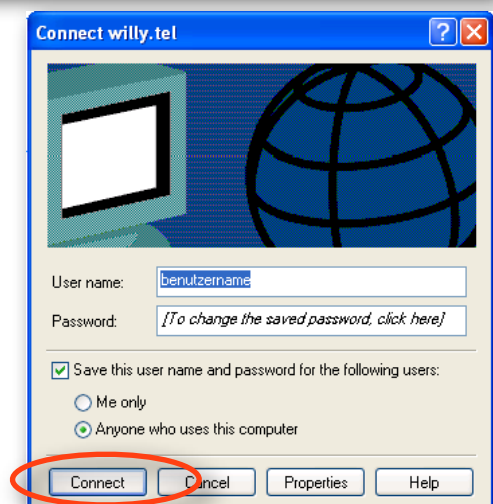 Connect willy.tel
User name: benutzername
Password: [To change the saved password, click here]
Save this user name and password for the following users:
Me only
Anyone who uses this computer
Connect Cancel Properties Help